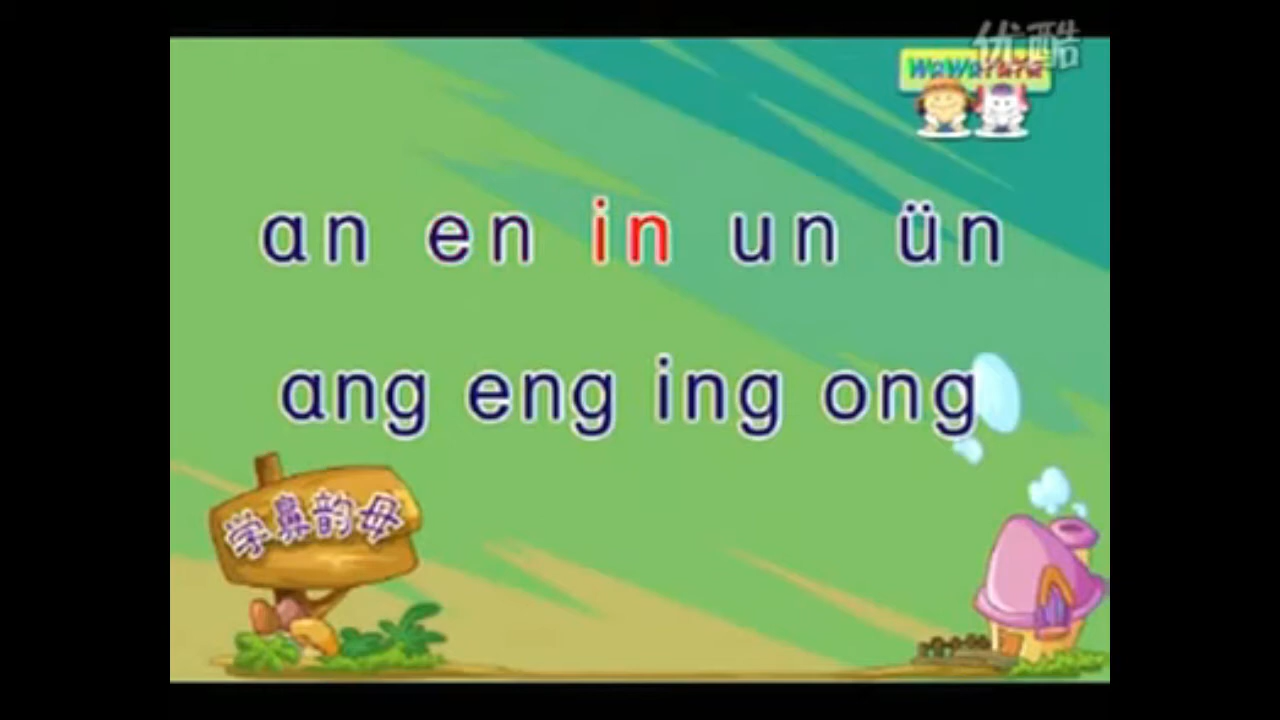 优酷
WaWaYaYa
an en in un ün
ang eng ing ong
学鼻韵母